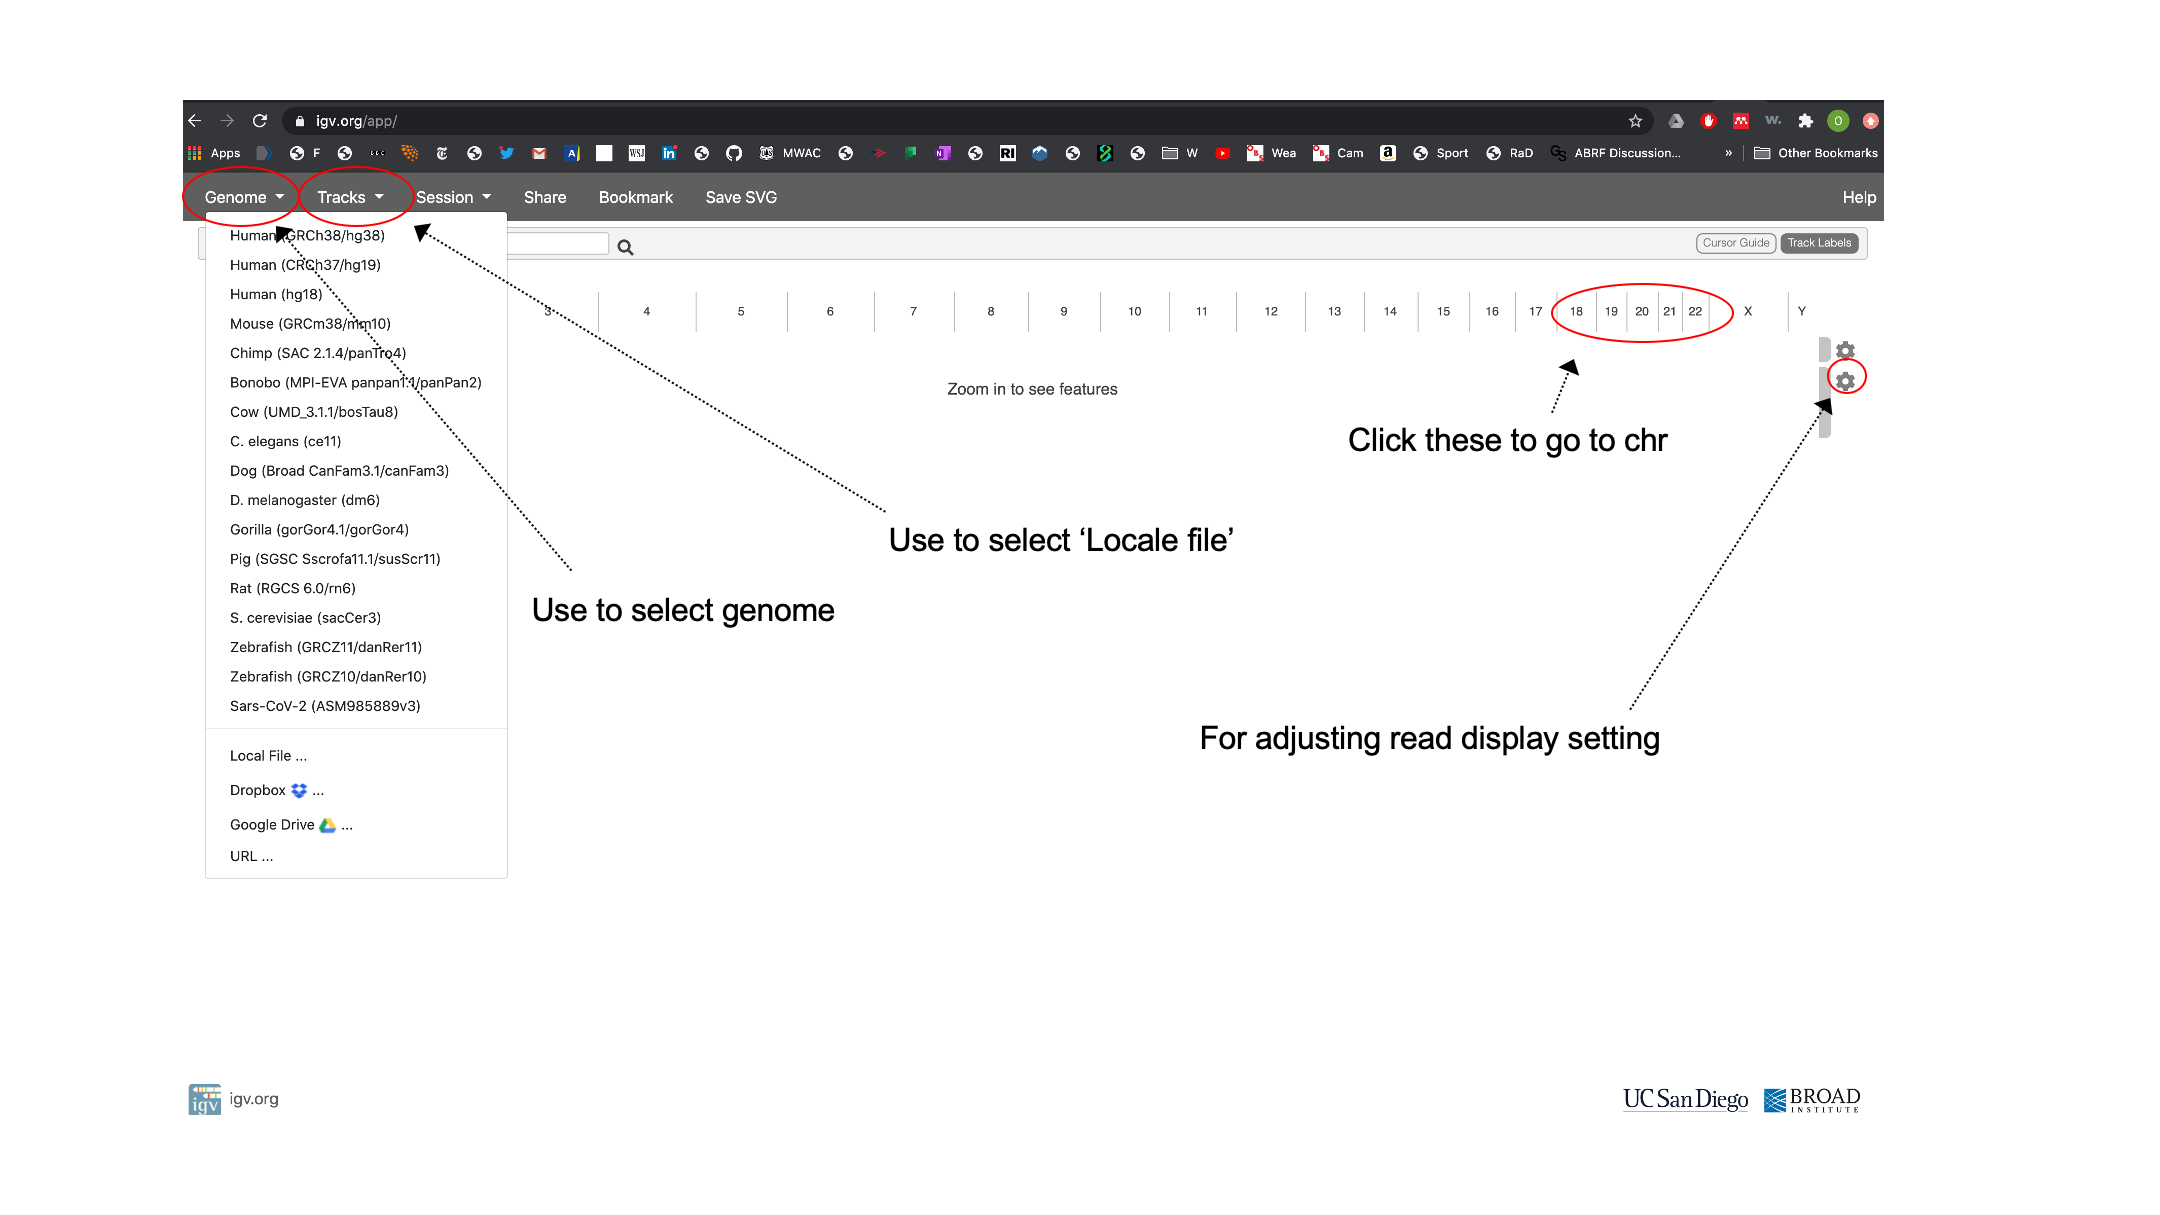 igv.org/app/
Apps F MWAC W Wea Cam Sport RaD ABRF Discussion... » Other Bookmarks
Genome Tracks Session Share Bookmark Save SVG Help
Human (GRCh38/hg38)
Cursor Guide Track Labels
Human (CRCh37/hg19)
Human (hg18)
3 4 5 6 7 8 9 10 11 12 13 14 15 16 17 18 19 20 21 22 X Y
Mouse (GRCm38/mm10)
Chimp (SAC 2.1.4/panTro4)
Bonobo (MPI-EVA panpan1.1/panPan2)
Zoom in to see features
Cow (UMD_3.1.1/bosTau8)
C. elegans (ce11)
Click these to go to chr
Dog (Broad CanFam3.1/canFam3)
D. melanogaster (dm6)
Gorilla (gorGor4.1/gorGor4)
Use to select ‘Locale file’
Pig (SGSC Sscrofa11.1/susScr11)
Rat (RGCS 6.0/rn6)
Use to select genome
S. cerevisiae (sacCer3)
Zebrafish (GRCZ11/danRer11)
Zebrafish (GRCZ10/danRer10)
Sars-CoV-2 (ASM985889v3)
For adjusting read display setting
Local File ...
Dropbox ...
Google Drive ...
URL ...
igv igv.org
UC San Diego BROAD
INSTITUTE